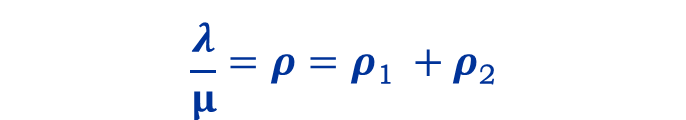 λ/μ = ρ = ρ₁ + ρ₂